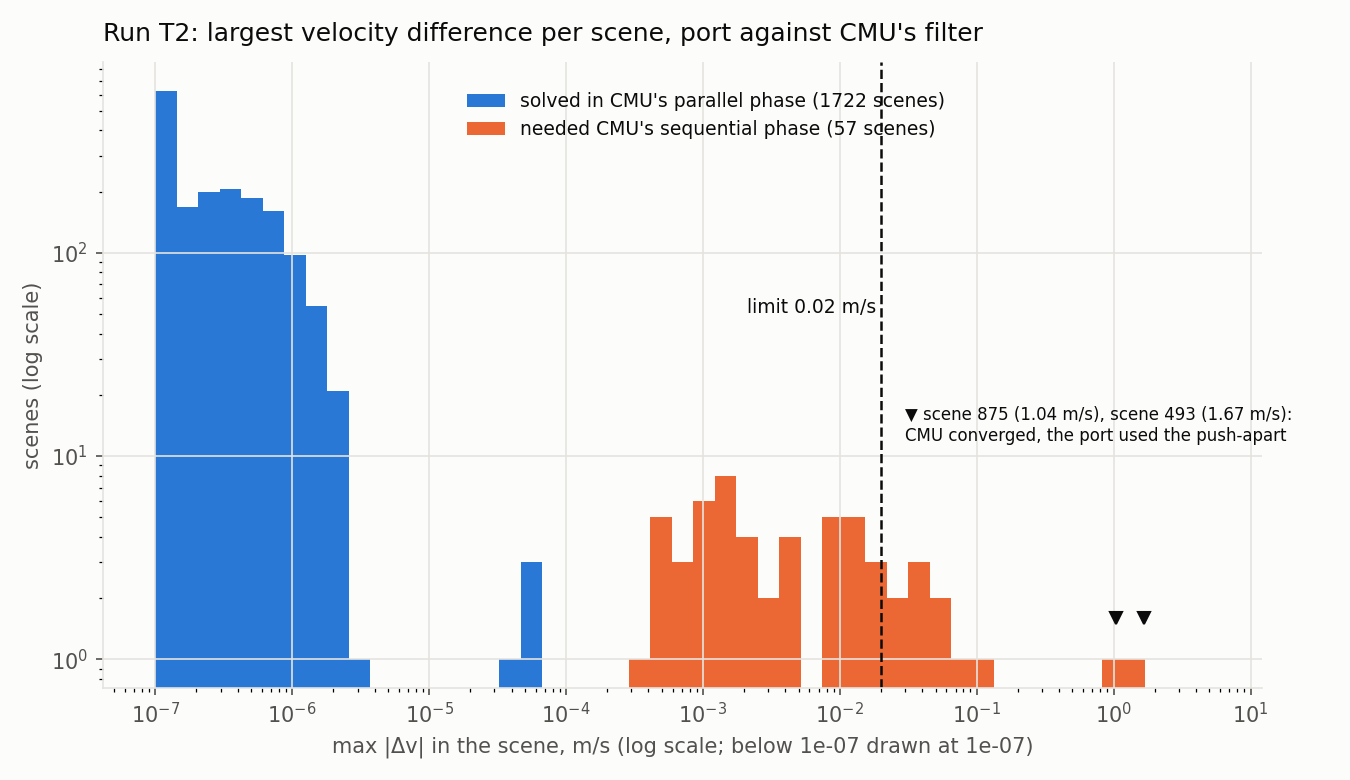 Run T2: largest velocity difference per scene, port against CMU's filter
solved in CMU's parallel phase (1722 scenes)
needed CMU's sequential phase (57 scenes)
limit 0.02 m/s
▼ scene 875 (1.04 m/s), scene 493 (1.67 m/s):
CMU converged, the port used the push-apart
scenes (log scale)
10²
10¹
10⁰
10⁻⁷ 10⁻⁶ 10⁻⁵ 10⁻⁴ 10⁻³ 10⁻² 10⁻¹ 10⁰ 10¹
max |Δv| in the scene, m/s (log scale; below 1e-07 drawn at 1e-07)